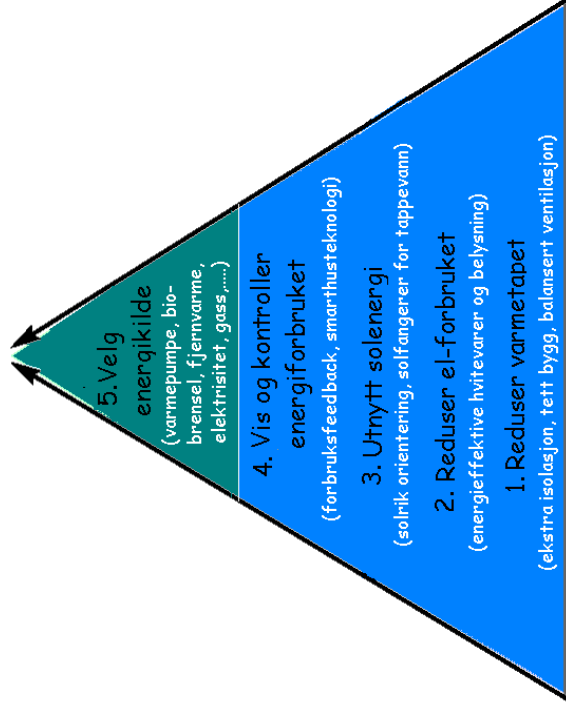 5.Velg
energikilde
(varmepumpe, bio-
brensel, fjernvarme,
elektrisitet, gass,.....)
4. Vis og kontroller
energiforbruket
(forbruksfeedback, smarthusteknologi)
3. Utnytt solenergi
(solrik orientering, solfangerer for tappevann)
2. Reduser el-forbruket
(energieffektive hvitevarer og belysning)
1. Reduser varmetapet
(ekstra isolasjon, tett bygg, balansert ventilasjon)